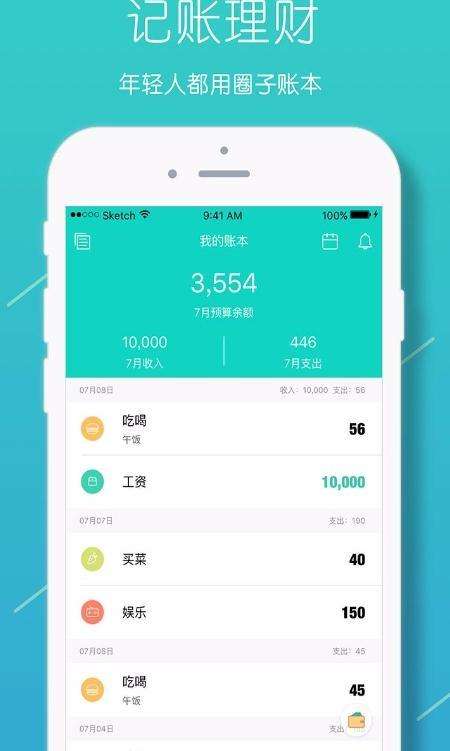 记账理财
年轻人都用圈子账本
Sketch 9:41 AM 100%
我的账本
3,554
7月预算余额
10,000 446
7月收入 7月支出
07月09日 收入：10,000 支出：56
吃喝 56
午饭
工资 10,000
07月07日 支出：190
买菜 40
娱乐 150
07月06日 支出：45
吃喝 45
午饭
07月04日